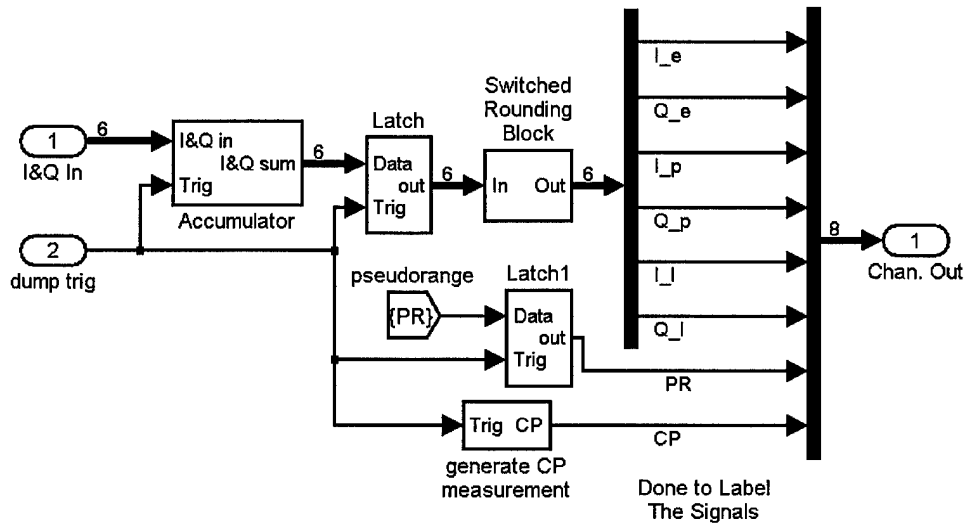 I_e
Switched
Rounding
Block
Q_e
Latch
1
6
I&Q in
I&Q sum
6
Data
out
6
In
Out
6
I_p
I&Q In
Trig
Trig
Accumulator
Q_p
2
8
1
dump trig
Chan. Out
pseudorange
Latch1
I_l
{PR}
Data
out
Q_l
Trig
PR
Trig
CP
CP
generate CP
measurement
Done to Label
The Signals